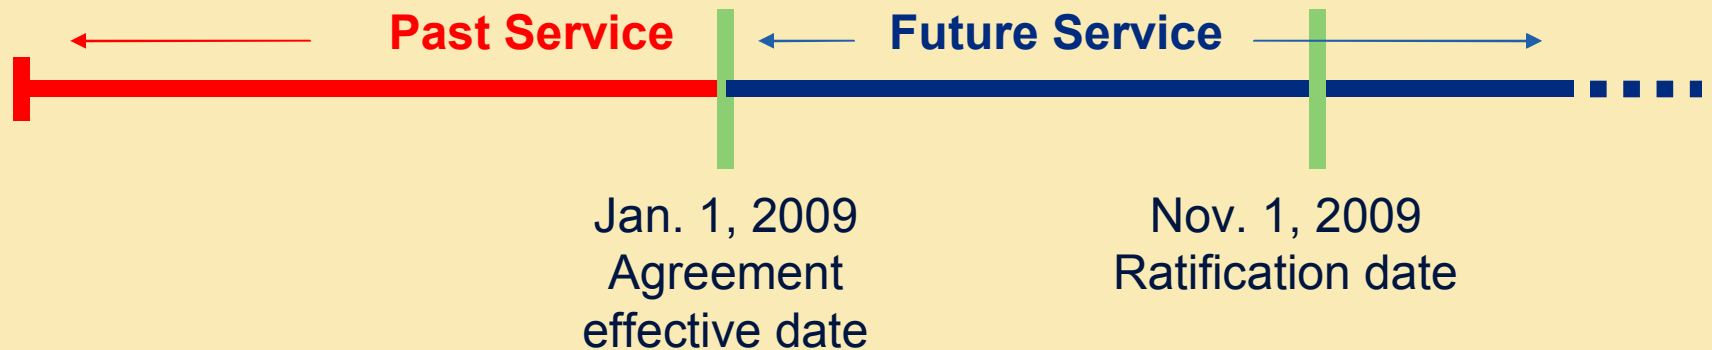 Past Service
Future Service
Jan. 1, 2009
Agreement
effective date
Nov. 1, 2009
Ratification date